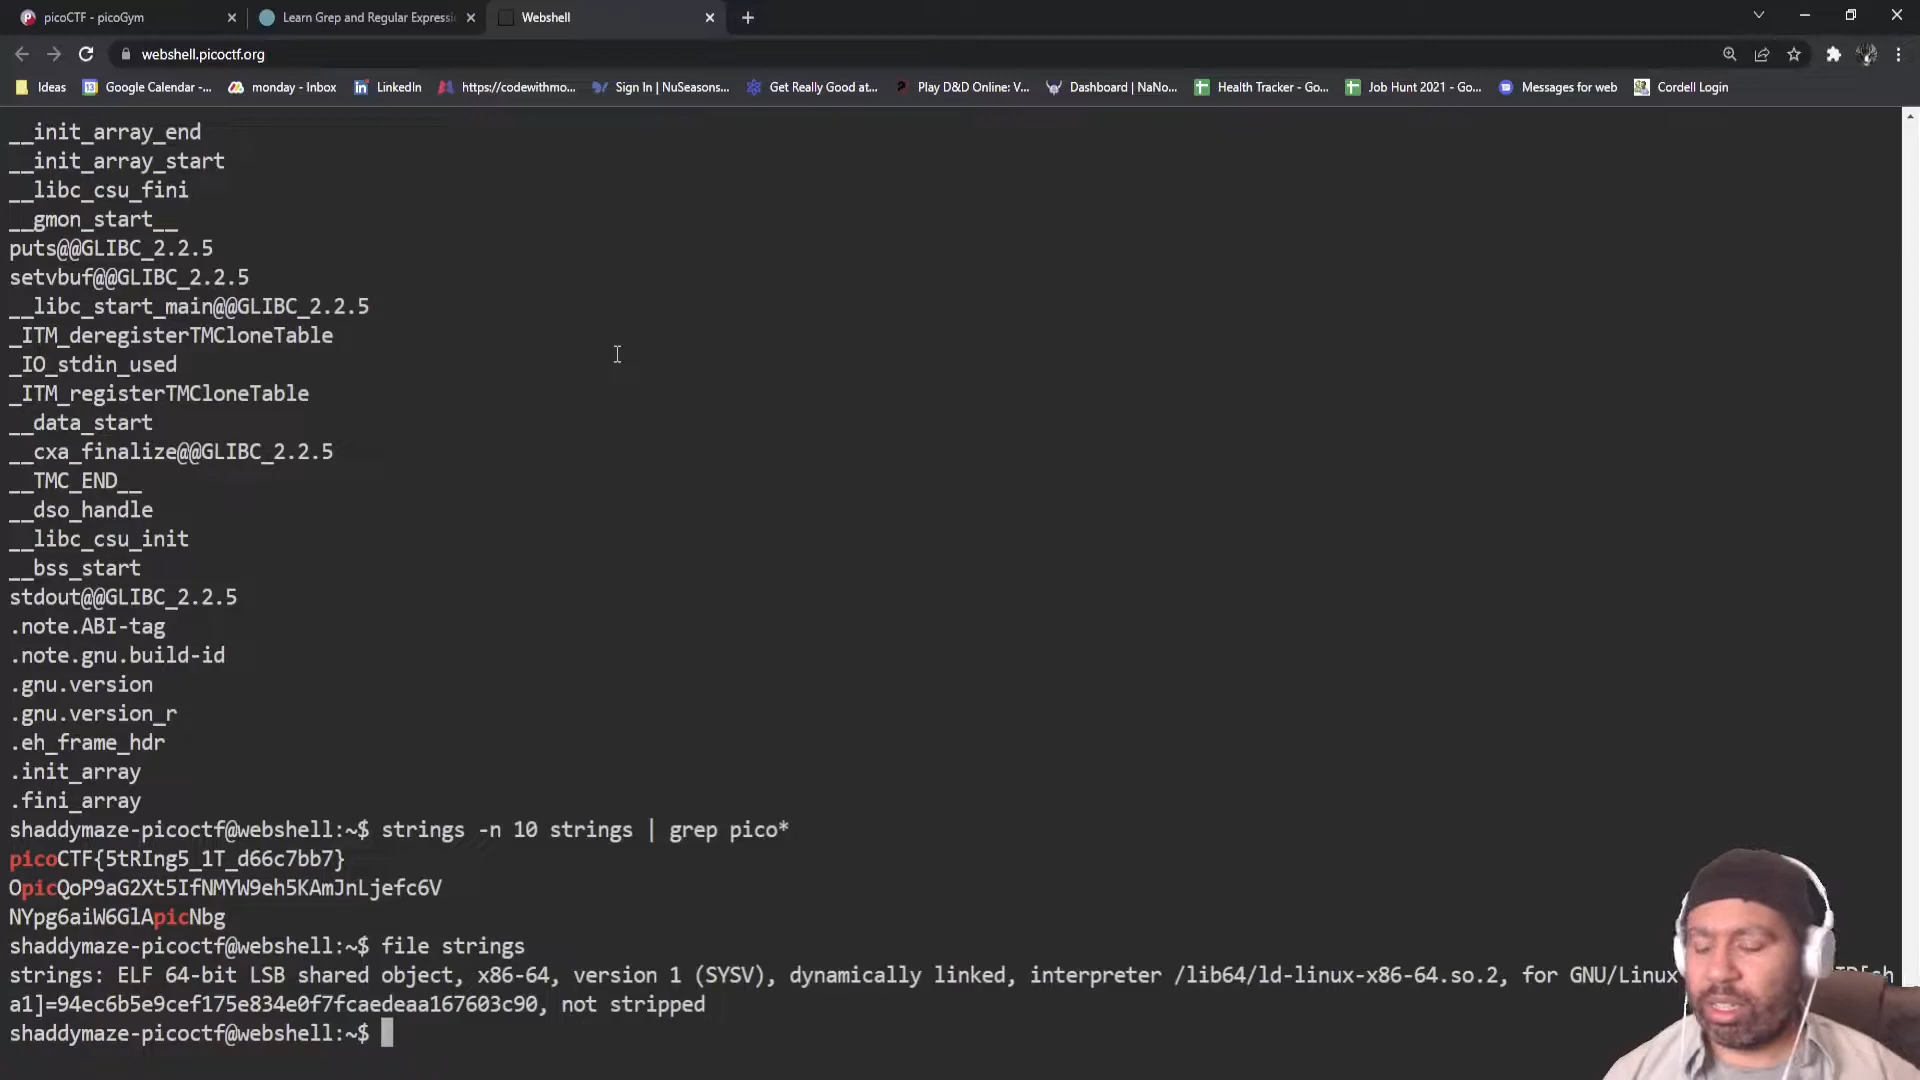 picoCTF - picoGym
Learn Grep and Regular Expressi
Webshell
webshell.picoctf.org
Ideas
Google Calendar -...
monday - Inbox
LinkedIn
https://codewithmo...
Sign In | NuSeasons...
Get Really Good at...
Play D&D Online: V...
Dashboard | NaNo...
Health Tracker - Go...
Job Hunt 2021 - Go...
Messages for web
Cordell Login
__init_array_end
__init_array_start
__libc_csu_fini
__gmon_start__
puts@@GLIBC_2.2.5
setvbuf@@GLIBC_2.2.5
__libc_start_main@@GLIBC_2.2.5
_ITM_deregisterTMCloneTable
_IO_stdin_used
_ITM_registerTMCloneTable
__data_start
__cxa_finalize@@GLIBC_2.2.5
__TMC_END__
__dso_handle
__libc_csu_init
__bss_start
stdout@@GLIBC_2.2.5
.note.ABI-tag
.note.gnu.build-id
.gnu.version
.gnu.version_r
.eh_frame_hdr
.init_array
.fini_array
shaddymaze-picoctf@webshell:~$ strings -n 10 strings | grep pico*
picoCTF{5tRIng5_1T_d66c7bb7}
OpicQoP9aG2Xt5IfNMYW9eh5KAmJnLjefc6V
NYpg6aiW6GlApicNbg
shaddymaze-picoctf@webshell:~$ file strings
strings: ELF 64-bit LSB shared object, x86-64, version 1 (SYSV), dynamically linked, interpreter /lib64/ld-linux-x86-64.so.2, for GNU/Linux
a1]=94ec6b5e9cef175e834e0f7fcaedeaa167603c90, not stripped
shaddymaze-picoctf@webshell:~$